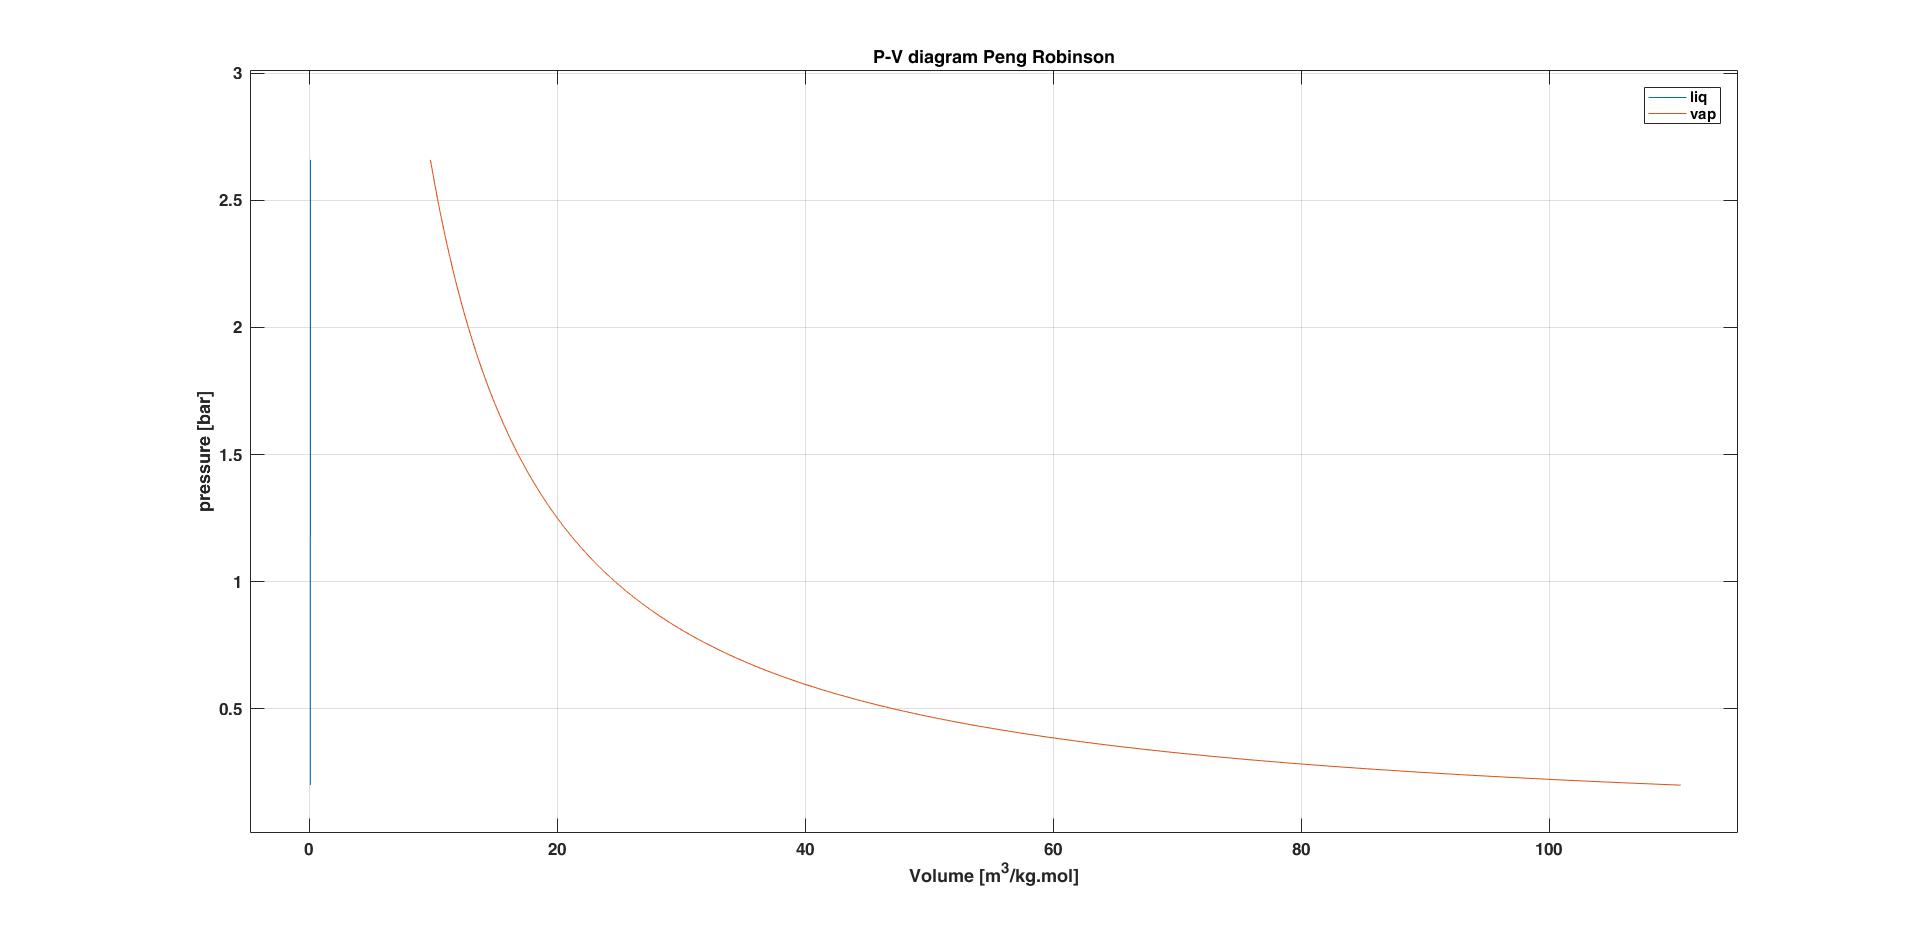 P-V diagram Peng Robinson
liq
vap
3
2.5
2
1.5
1
0.5
pressure [bar]
0 20 40 60 80 100
Volume [m³/kg.mol]